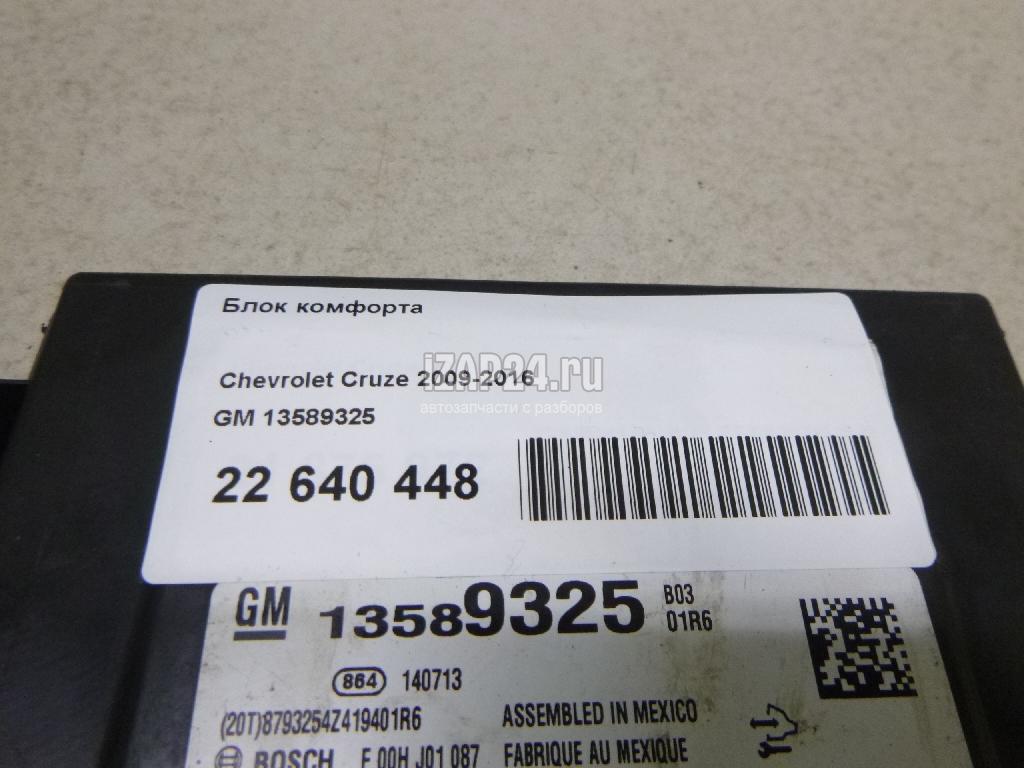 Блок комфорта
Chevrolet Cruze 2009-2016
iZAP24.ru
автозапчасти с разборов
GM 13589325
22 640 448
GM 13589325 B03
01R6
864 140713
(20T)8793254Z419401R6 ASSEMBLED IN MEXICO
BOSCH F 00H J01 087 FABRIQUE AU MEXIQUE